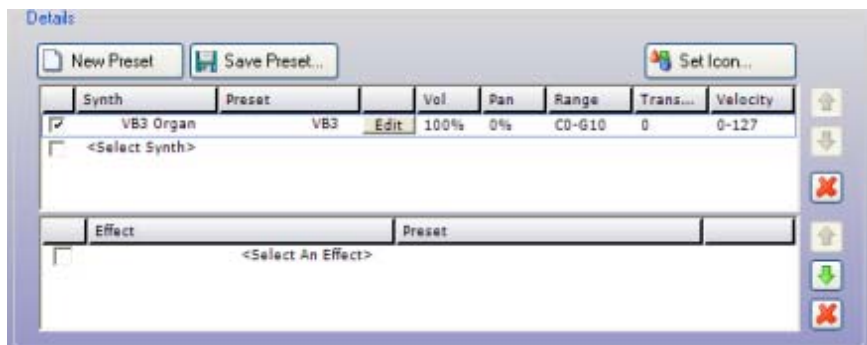 Details
New Preset Save Preset... Set Icon...
Synth Preset Vol Pan Range Trans... Velocity
VB3 Organ VB3 Edit 100% 0% C0-G10 0 0-127
<Select Synth>
Effect Preset
<Select An Effect>